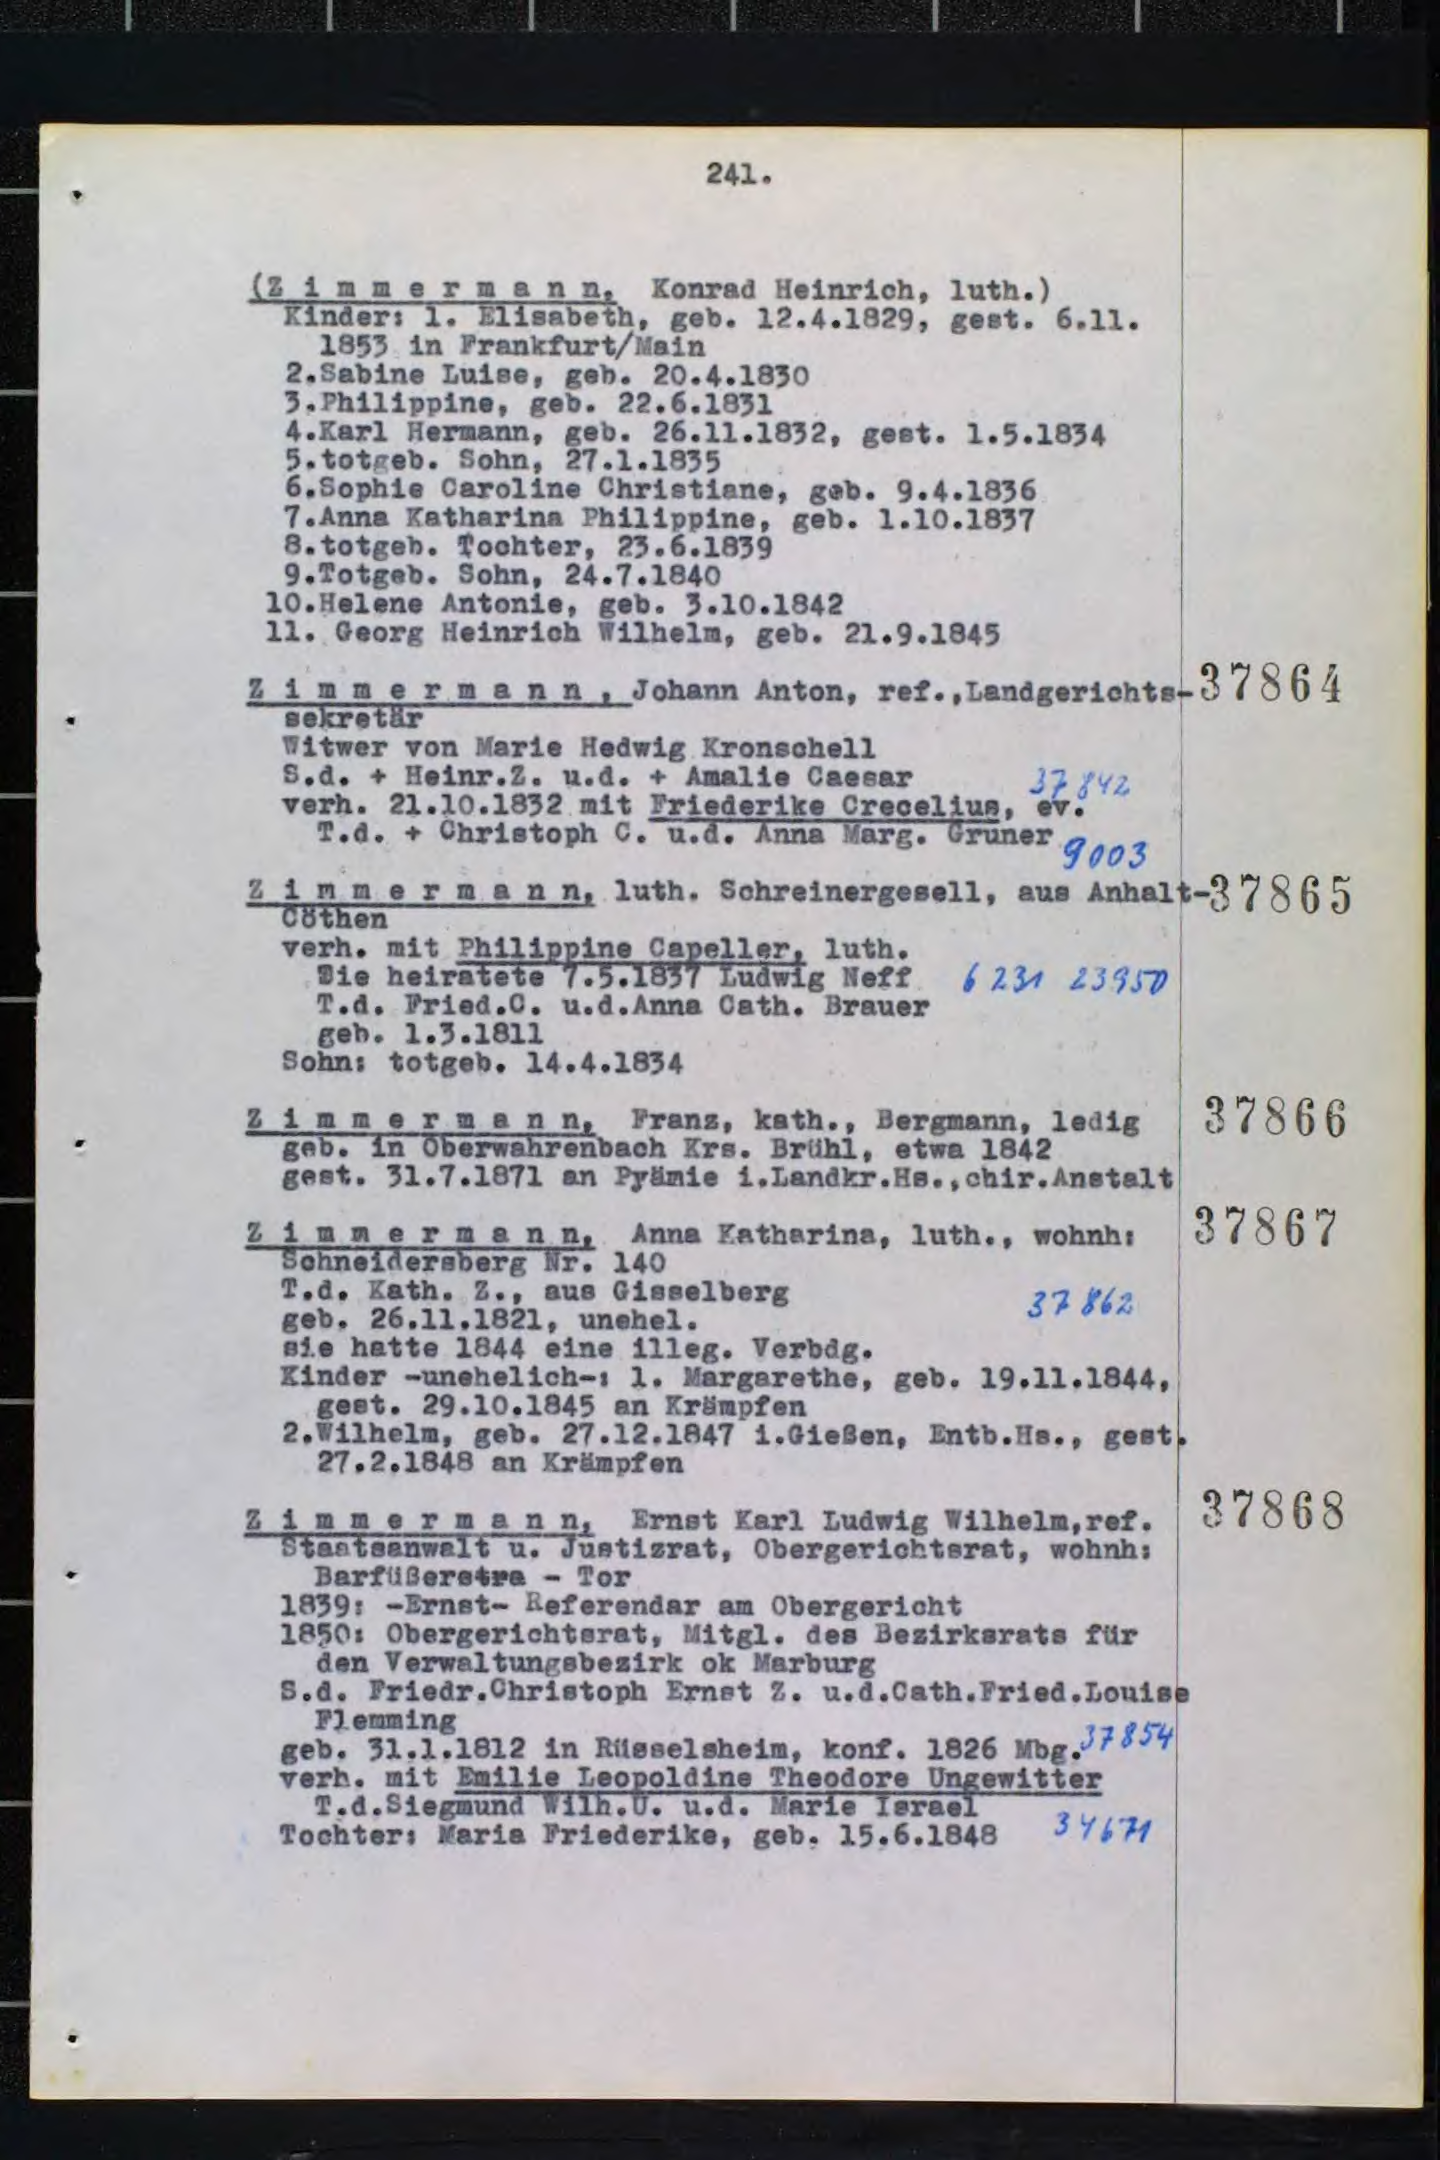 241.
(Z i m m e r m a n n, Konrad Heinrich, luth.)
Kinder: 1. Elisabeth, geb. 12.4.1829, gest. 6.11.
1853 in Frankfurt/Main
2.Sabine Luise, geb. 20.4.1830
3.Philippine, geb. 22.6.1831
4.Karl Hermann, geb. 26.11.1832, gest. 1.5.1834
5.totgeb. Sohn, 27.1.1835
6.Sophie Caroline Christiane, geb. 9.4.1836
7.Anna Katharina Philippine, geb. 1.10.1837
8.totgeb. Tochter, 23.6.1839
9.Totgeb. Sohn, 24.7.1840
10.Helene Antonie, geb. 3.10.1842
11. Georg Heinrich Wilhelm, geb. 21.9.1845
Z i m m e r m a n n , Johann Anton, ref.,Landgerichts- 37864
sekretär
Witwer von Marie Hedwig Kronschell
S.d. + Heinr.Z. u.d. + Amalie Caesar 37842
verh. 21.10.1832 mit Friederike Crecelius, ev.
T.d. + Christoph C. u.d. Anna Marg. Gruner 9003
Z i m m e r m a n n, luth. Schreinergesell, aus Anhalt- 37865
Cöthen
verh. mit Philippine Capeller, luth.
Die heiratete 7.5.1837 Ludwig Neff 6231 23950
T.d. Fried.C. u.d.Anna Cath. Brauer
geb. 1.3.1811
Sohn: totgeb. 14.4.1834
Z i m m e r m a n n, Franz, kath., Bergmann, ledig 37866
geb. in Oberwahrenbach Krs. Brühl, etwa 1842
gest. 31.7.1871 an Pyämie i.Landkr.Hs.,chir.Anstalt
Z i m m e r m a n n, Anna Katharina, luth., wohnh: 37867
Schneidersberg Nr. 140
T.d. Kath. Z., aus Gisselberg 37862
geb. 26.11.1821, unehel.
sie hatte 1844 eine illeg. Verbdg.
Kinder -unehelich-: 1. Margarethe, geb. 19.11.1844,
gest. 29.10.1845 an Krämpfen
2.Wilhelm, geb. 27.12.1847 i.Gießen, Entb.Hs., gest.
27.2.1848 an Krämpfen
Z i m m e r m a n n, Ernst Karl Ludwig Wilhelm,ref. 37868
Staatsanwalt u. Justizrat, Obergerichtsrat, wohnh:
Barfüßerstra - Tor
1839: -Ernst- Referendar am Obergericht
1850: Obergerichtsrat, Mitgl. des Bezirksrats für
den Verwaltungsbezirk ok Marburg
S.d. Friedr.Christoph Ernst Z. u.d.Cath.Fried.Louise
Flemming
geb. 31.1.1812 in Rüsselsheim, konf. 1826 Mbg. 37854
verh. mit Emilie Leopoldine Theodore Ungewitter
T.d.Siegmund Wilh.U. u.d. Marie Israel
Tochter: Maria Friederike, geb. 15.6.1848 34671